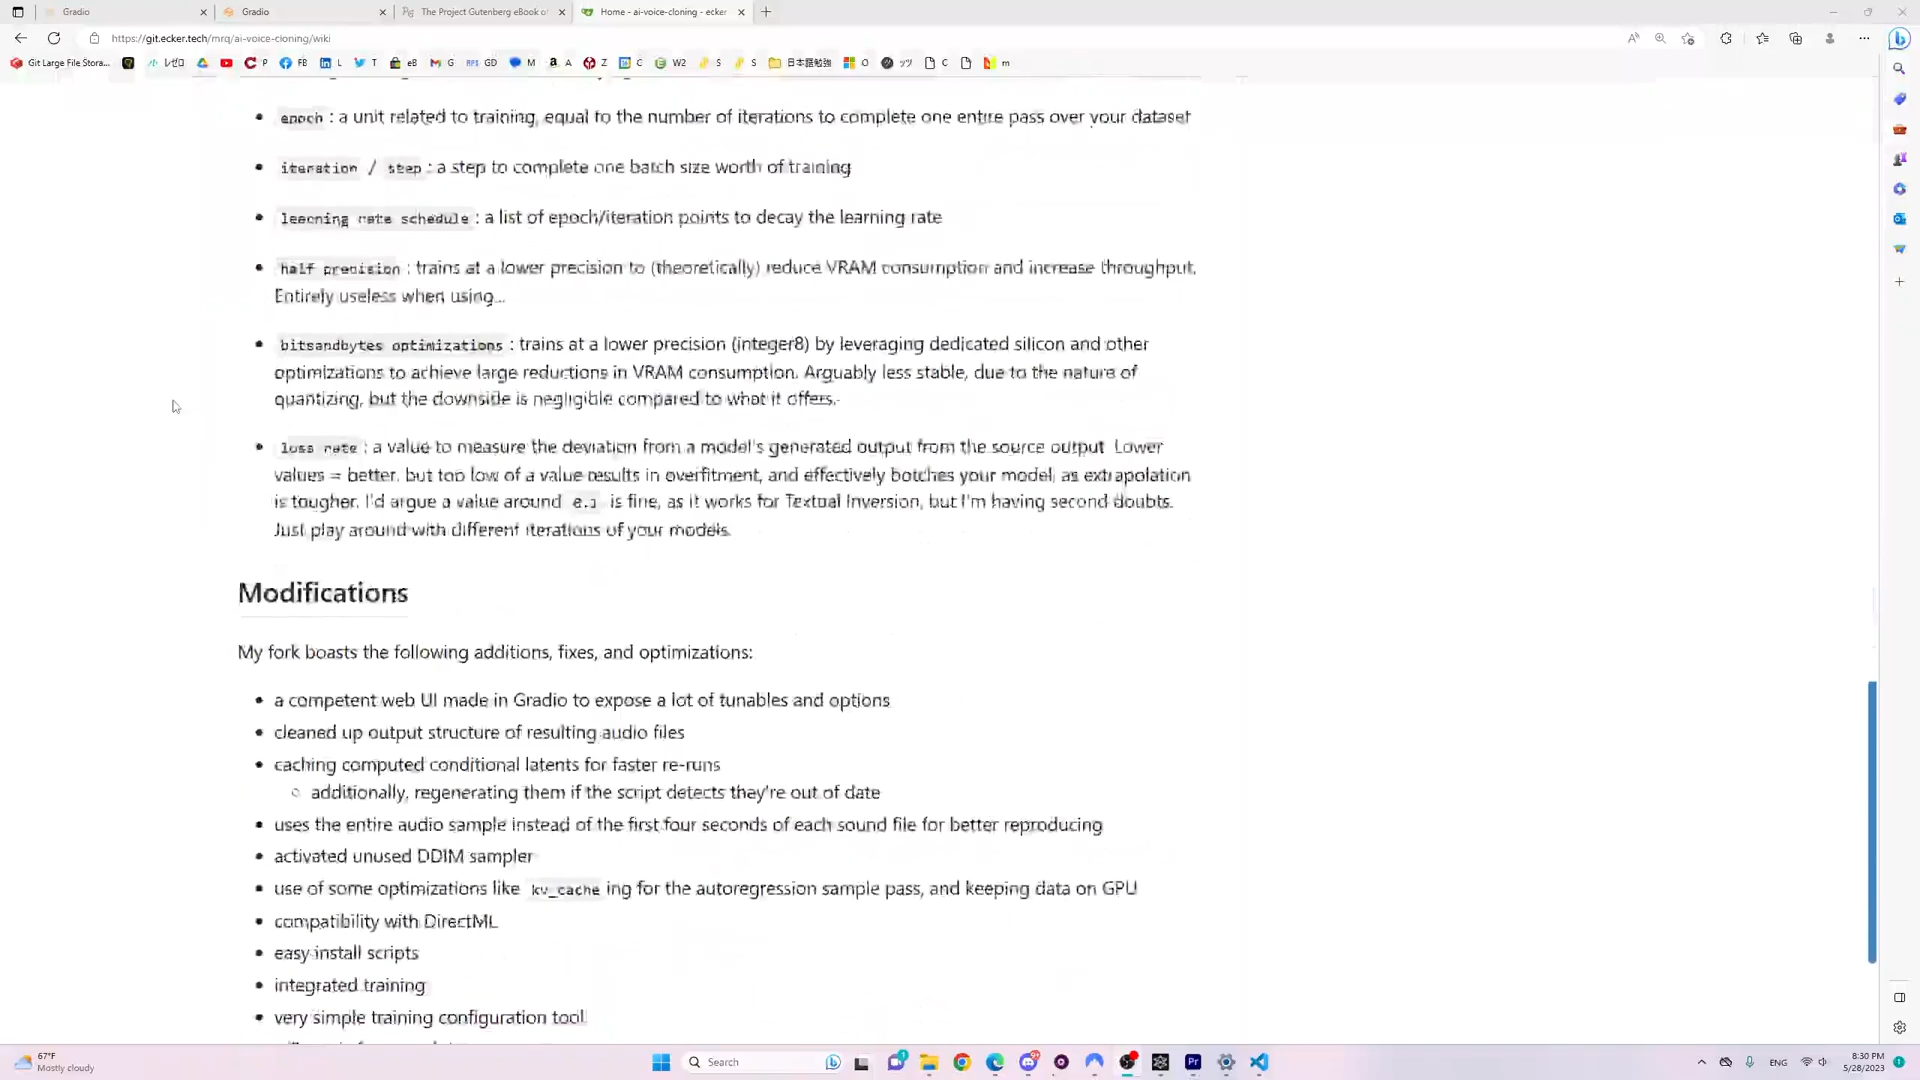 Gradio
Gradio
The Project Gutenberg eBook of
Home - ai-voice-cloning - ecker
https://git.ecker.tech/mrq/ai-voice-cloning/wiki
Git Large File Stora... レゼロ P FB L T eB G GD M A Z C W2 S S 日本語勉強 O ッツ C m
epoch : a unit related to training, equal to the number of iterations to complete one entire pass over your dataset
iteration / step : a step to complete one batch size worth of training
learning rate schedule : a list of epoch/iteration points to decay the learning rate
half precision : trains at a lower precision to (theoretically) reduce VRAM consumption and increase throughput.
Entirely useless when using...
bitsandbytes optimizations : trains at a lower precision (integer8) by leveraging dedicated silicon and other
optimizations to achieve large reductions in VRAM consumption. Arguably less stable, due to the nature of
quantizing, but the downside is negligible compared to what it offers.
loss rate : a value to measure the deviation from a model's generated output from the source output. Lower
values = better, but too low of a value results in overfitment, and effectively botches your model, as extrapolation
is tougher. I'd argue a value around is fine, as it works for Textual Inversion, but I'm having second doubts.
Just play around with different iterations of your models.
Modifications
My fork boasts the following additions, fixes, and optimizations:
a competent web UI made in Gradio to expose a lot of tunables and options
cleaned up output structure of resulting audio files
caching computed conditional latents for faster re-runs
additionally, regenerating them if the script detects they're out of date
uses the entire audio sample instead of the first four seconds of each sound file for better reproducing
activated unused DDIM sampler
use of some optimizations like kv_cache ing for the autoregression sample pass, and keeping data on GPU
compatibility with DirectML
easy install scripts
integrated training
very simple training configuration tool
67°F
Mostly cloudy
Search
ENG
8:30 PM
5/28/2023